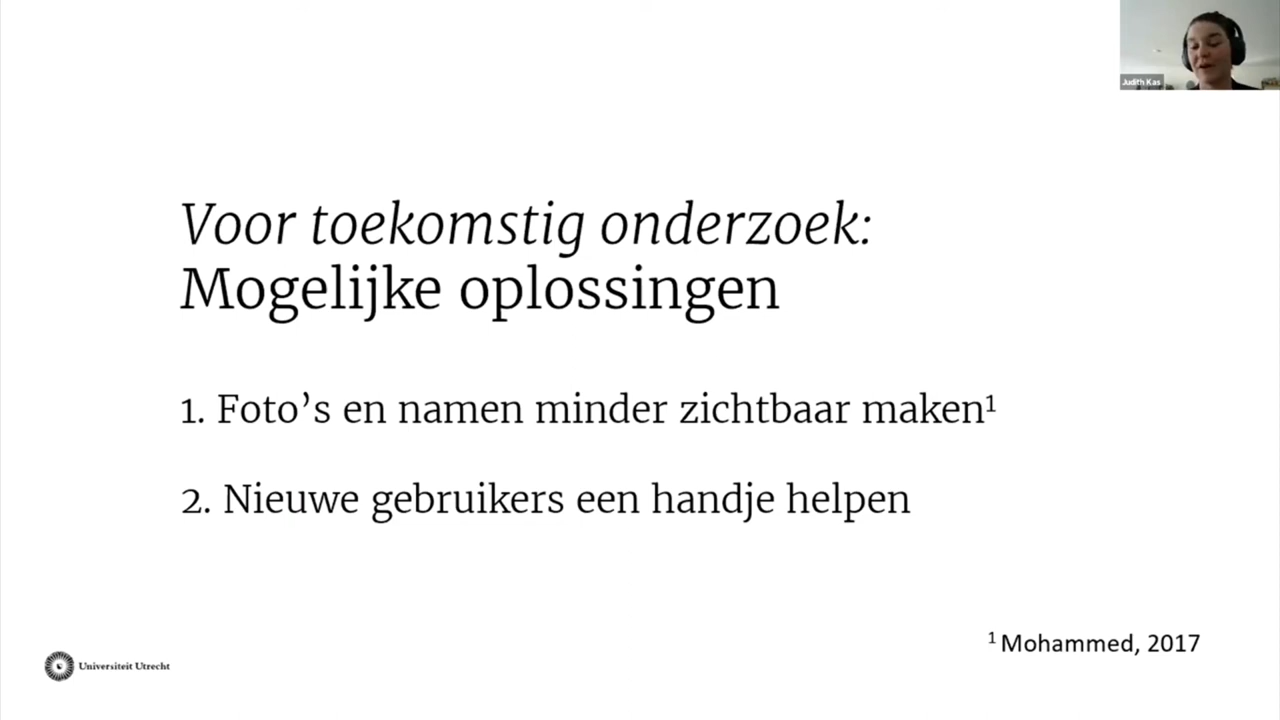 Judith Kas
Voor toekomstig onderzoek:
Mogelijke oplossingen
1. Foto’s en namen minder zichtbaar maken¹
2. Nieuwe gebruikers een handje helpen
¹ Mohammed, 2017
Universiteit Utrecht